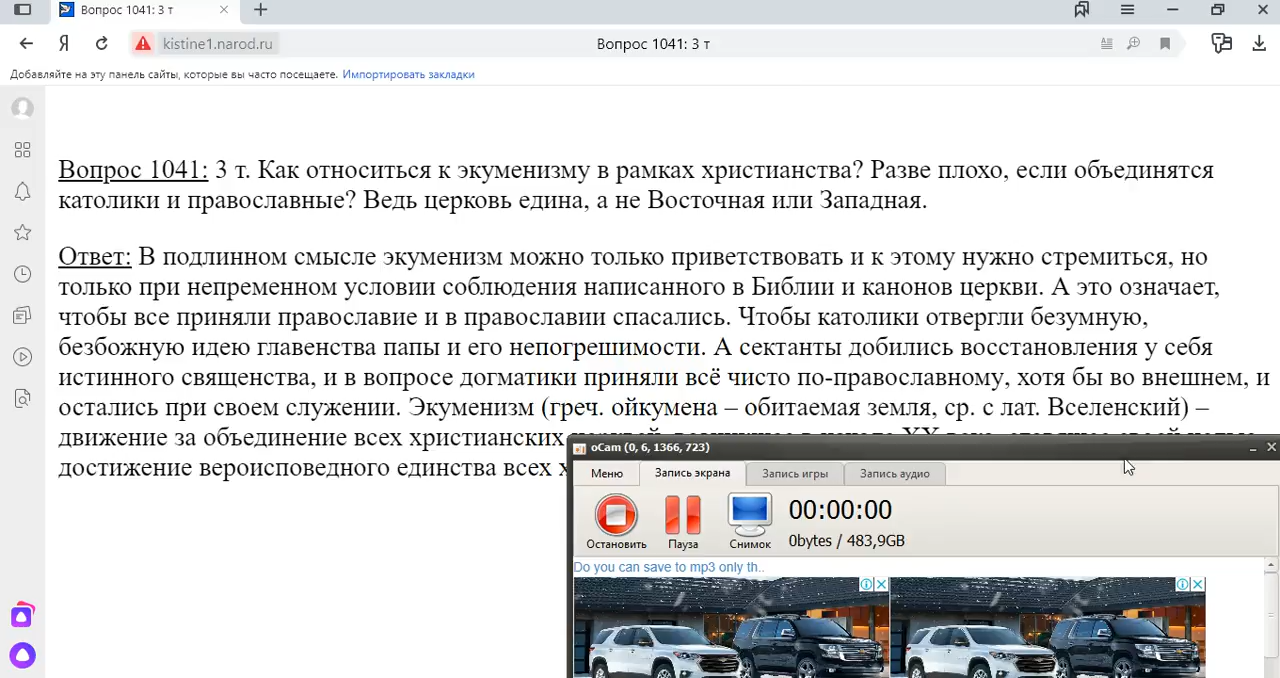 Вопрос 1041: 3 т
kistine1.narod.ru
Вопрос 1041: 3 т
Добавляйте на эту панель сайты, которые вы часто посещаете. Импортировать закладки
Вопрос 1041: 3 т. Как относиться к экуменизму в рамках христианства? Разве плохо, если объединятся
католики и православные? Ведь церковь едина, а не Восточная или Западная.
Ответ: В подлинном смысле экуменизм можно только приветствовать и к этому нужно стремиться, но
только при непременном условии соблюдения написанного в Библии и канонов церкви. А это означает,
чтобы все приняли православие и в православии спасались. Чтобы католики отвергли безумную,
безбожную идею главенства папы и его непогрешимости. А сектанты добились восстановления у себя
истинного священства, и в вопросе догматики приняли всё чисто по-православному, хотя бы во внешнем, и
остались при своем служении. Экуменизм (греч. ойкумена – обитаемая земля, ср. с лат. Вселенский) –
движение за объединение всех христианских
достижение вероисповедного единства всех
oCam (0, 6, 1366, 723)
Меню
Запись экрана
Запись игры
Запись аудио
Остановить
Пауза
Снимок
00:00:00
0bytes / 483,9GB
Do you can save to mp3 only th..